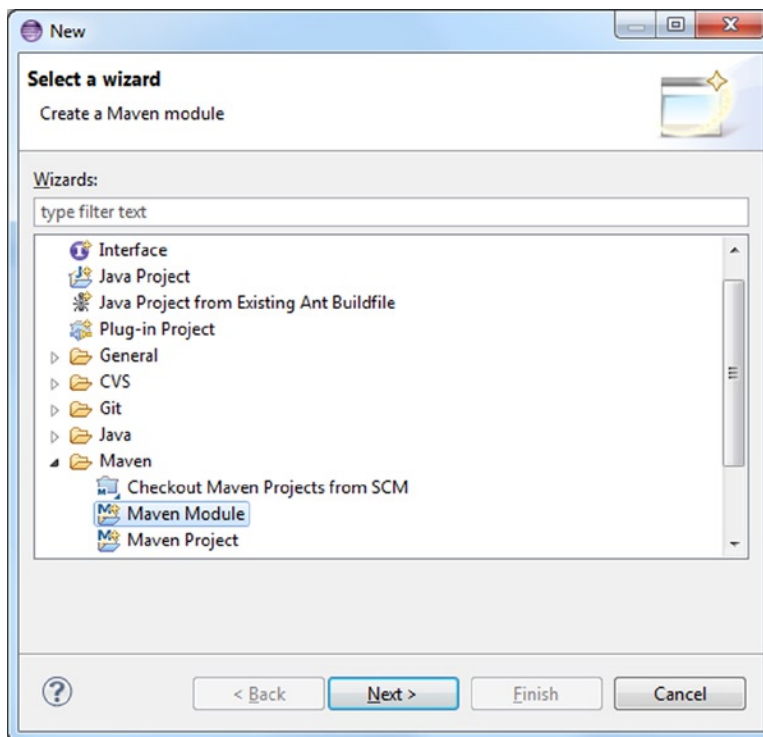 New
Select a wizard
Create a Maven module
Wizards:
type filter text
Interface
Java Project
Java Project from Existing Ant Buildfile
Plug-in Project
General
CVS
Git
Java
Maven
Checkout Maven Projects from SCM
Maven Module
Maven Project
? < Back Next > Finish Cancel